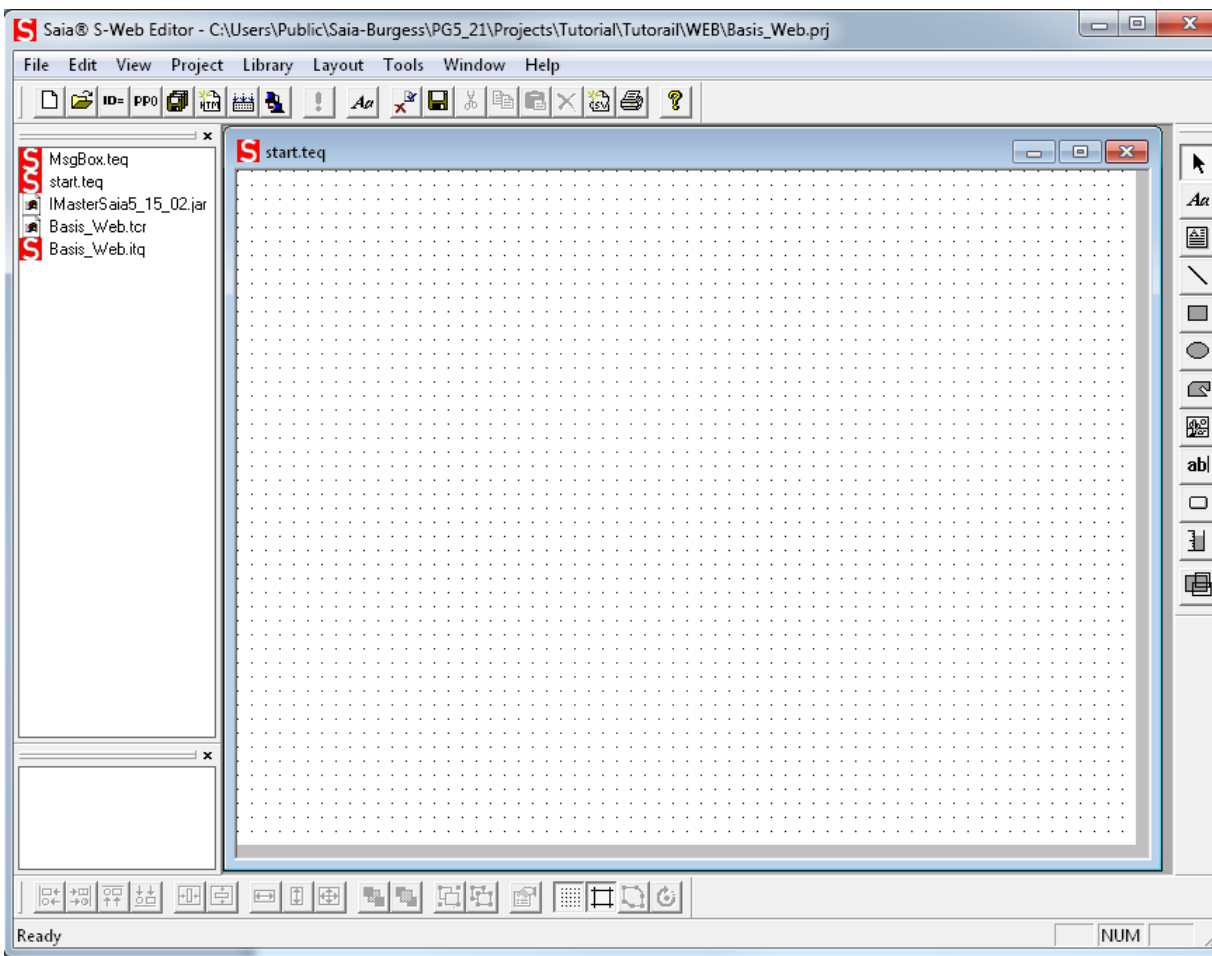 Saia® S-Web Editor - C:\Users\Public\Saia-Burgess\PG5_21\Projects\Tutorial\Tutorail\WEB\Basis_Web.prj
File Edit View Project Library Layout Tools Window Help
ID= PPO HTM Aa CSV ?
MsgBox.teq
start.teq
IMasterSaia5_15_02.jar
Basis_Web.tcr
Basis_Web.itq
start.teq
Aa
ab|
Ready NUM